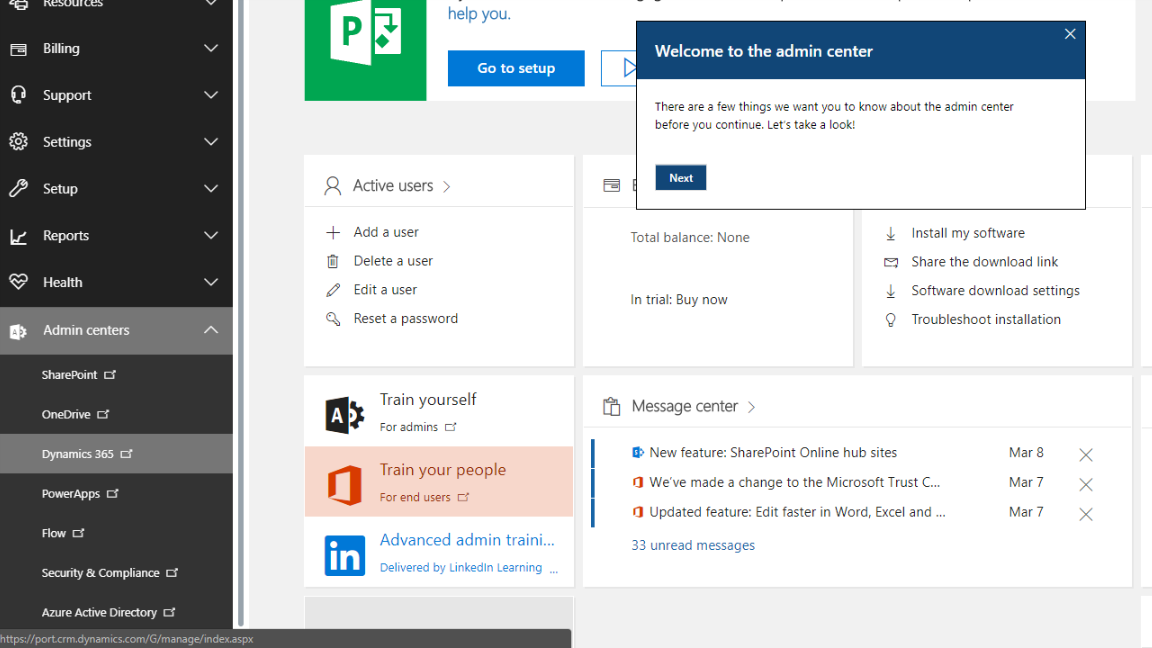 Resources
Billing
Support
Settings
Setup
Reports
Health
Admin centers
SharePoint
OneDrive
Dynamics 365
PowerApps
Flow
Security & Compliance
Azure Active Directory
https://port.crm.dynamics.com/G/manage/index.aspx
P
help you.
Go to setup
Welcome to the admin center
There are a few things we want you to know about the admin center
before you continue. Let's take a look!
Next
Active users
Add a user
Delete a user
Edit a user
Reset a password
Total balance: None
In trial: Buy now
Install my software
Share the download link
Software download settings
Troubleshoot installation
Train yourself
For admins
Train your people
For end users
in
Advanced admin traini...
Delivered by LinkedIn Learning ...
Message center
New feature: SharePoint Online hub sites Mar 8
We've made a change to the Microsoft Trust C... Mar 7
Updated feature: Edit faster in Word, Excel and ... Mar 7
33 unread messages